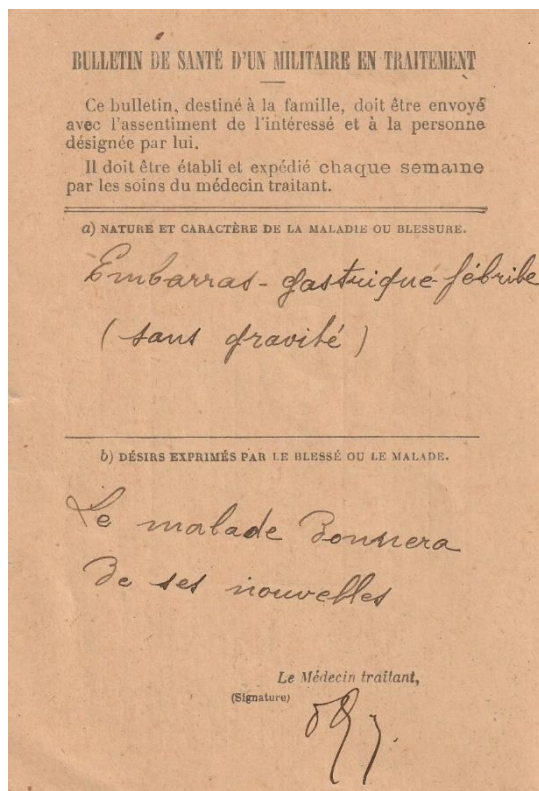 BULLETIN DE SANTÉ D'UN MILITAIRE EN TRAITEMENT
Ce bulletin, destiné à la famille, doit être envoyé
avec l'assentiment de l'intéressé et à la personne
désignée par lui.
Il doit être établi et expédié chaque semaine
par les soins du médecin traitant.
a) NATURE ET CARACTÈRE DE LA MALADIE OU BLESSURE.
Embarras - gastrique fébrile
(sans gravité)
b) DÉSIRS EXPRIMÉS PAR LE BLESSÉ OU LE MALADE.
Le malade Donnera
De ses nouvelles
Le Médecin traitant,
(Signature)